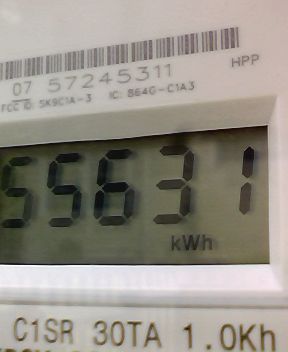 07 57245311
HPP
FCC ID: SK9C1A-3 IC: 864G-C1A3
55631
kWh
C1SR 30TA 1.0Kh